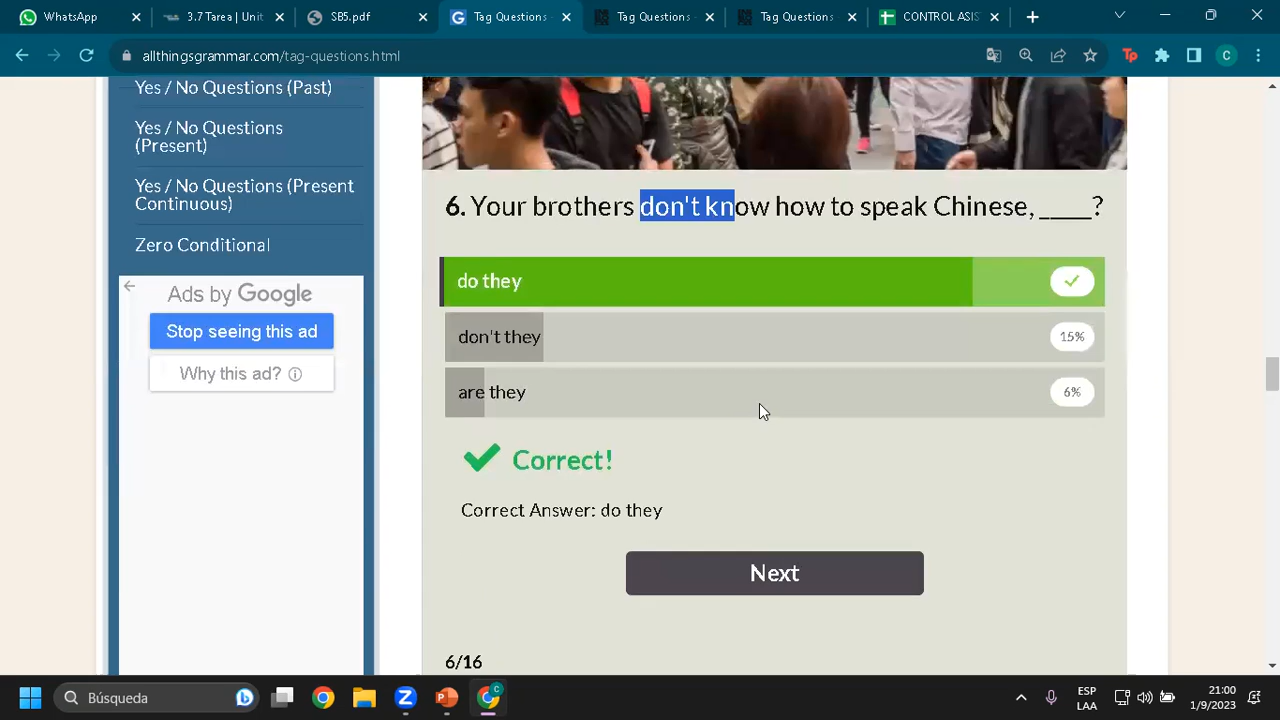 WhatsApp
3.7 Tarea | Unit
SB5.pdf
Tag Questions
Tag Questions -
Tag Questions -
CONTROL ASIS
allthingsgrammar.com/tag-questions.html
C
Yes / No Questions (Past)
Yes / No Questions
(Present)
Yes / No Questions (Present
Continuous)
Zero Conditional
Ads by Google
Stop seeing this ad
Why this ad?
6. Your brothers don't know how to speak Chinese, ____?
do they
don't they
15%
are they
6%
Correct!
Correct Answer: do they
Next
6/16
Búsqueda
ESP
LAA
21:00
1/9/2023